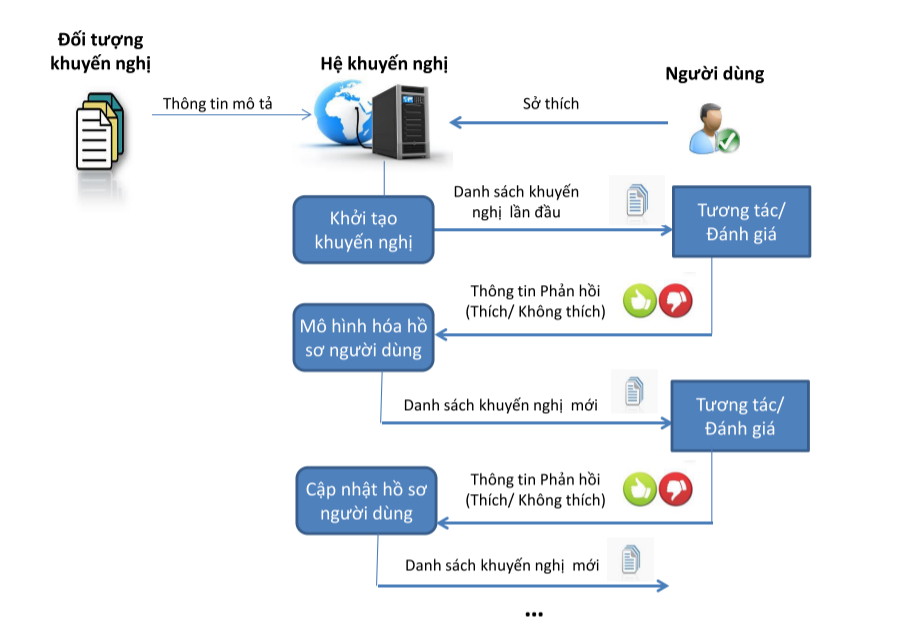 Đối tượng
khuyến nghị
Hệ khuyến nghị
Người dùng
Thông tin mô tả
Sở thích
Danh sách khuyến
nghị lần đầu
Khởi tạo
khuyến nghị
Tương tác/
Đánh giá
Thông tin Phản hồi
(Thích/ Không thích)
Mô hình hóa hồ
sơ người dùng
Danh sách khuyến nghị mới
Tương tác/
Đánh giá
Thông tin Phản hồi
(Thích/ Không thích)
Cập nhật hồ sơ
người dùng
Danh sách khuyến nghị mới
...